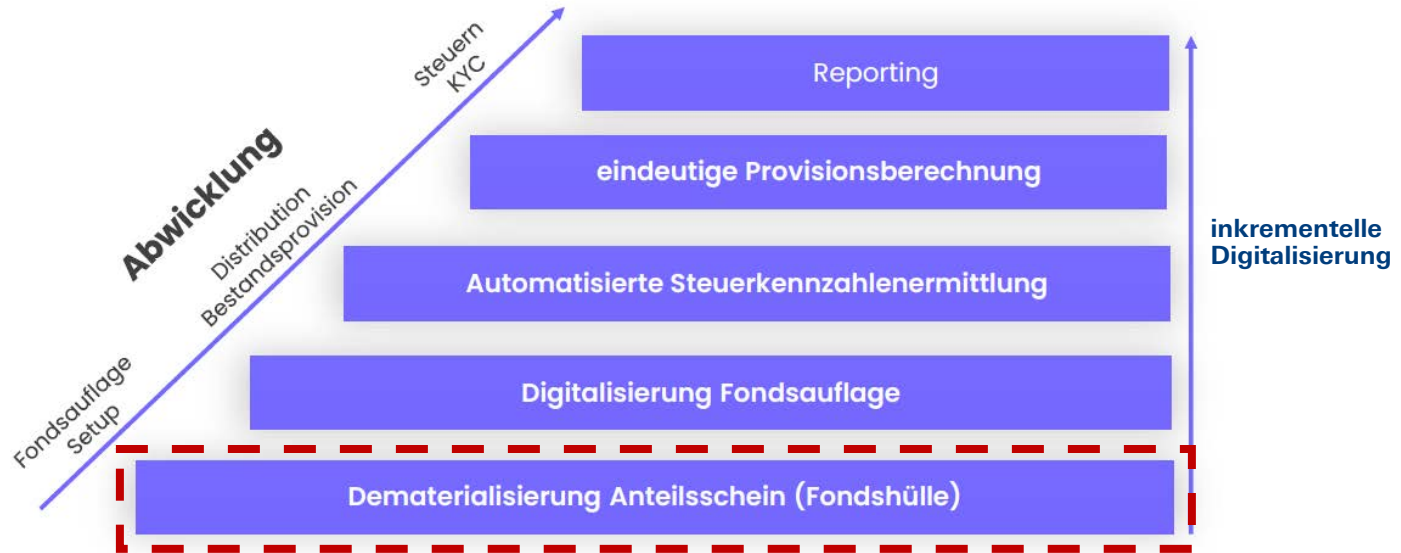 Steuern
KYC
Reporting
Abwicklung
eindeutige Provisionsberechnung
Distribution
Bestandsprovision
inkrementelle
Digitalisierung
Automatisierte Steuerkennzahlenermittlung
Fondsauflage
Setup
Digitalisierung Fondsauflage
Dematerialisierung Anteilsschein (Fondshülle)